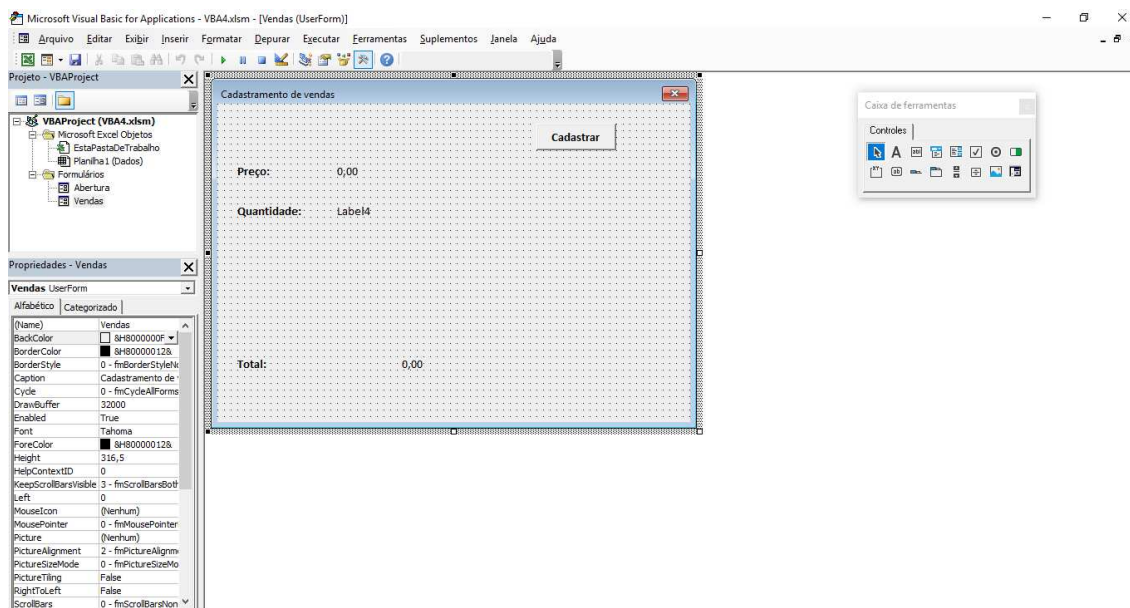 Microsoft Visual Basic for Applications - VBA4.xlsm - [Vendas (UserForm)]
Arquivo Editar Exibir Inserir Formatar Depurar Executar Ferramentas Suplementos Janela Ajuda
Projeto - VBAProject
VBAProject (VBA4.xlsm)
Microsoft Excel Objetos
EstaPastaDeTrabalho
Planilha1 (Dados)
Formulários
Abertura
Vendas
Propriedades - Vendas
Vendas UserForm
Alfabético Categorizado
(Name) Vendas
BackColor &H8000000F
BorderColor &H80000012&
BorderStyle 0 - fmBorderStyleNo
Caption Cadastramento de
Cycle 0 - fmCycleAllForms
DrawBuffer 32000
Enabled True
Font Tahoma
ForeColor &H80000012&
Height 316,5
HelpContextID 0
KeepScrollBarsVisible 3 - fmScrollBarsBoth
Left 0
MouseIcon (Nenhum)
MousePointer 0 - fmMousePointer
Picture (Nenhum)
PictureAlignment 2 - fmPictureAlignm
PictureSizeMode 0 - fmPictureSizeMo
PictureTiling False
RightToLeft False
ScrollBars 0 - fmScrollBarsNon
Cadastramento de vendas
Cadastrar
Preço: 0,00
Quantidade: Label4
Total: 0,00
Caixa de ferramentas
Controles